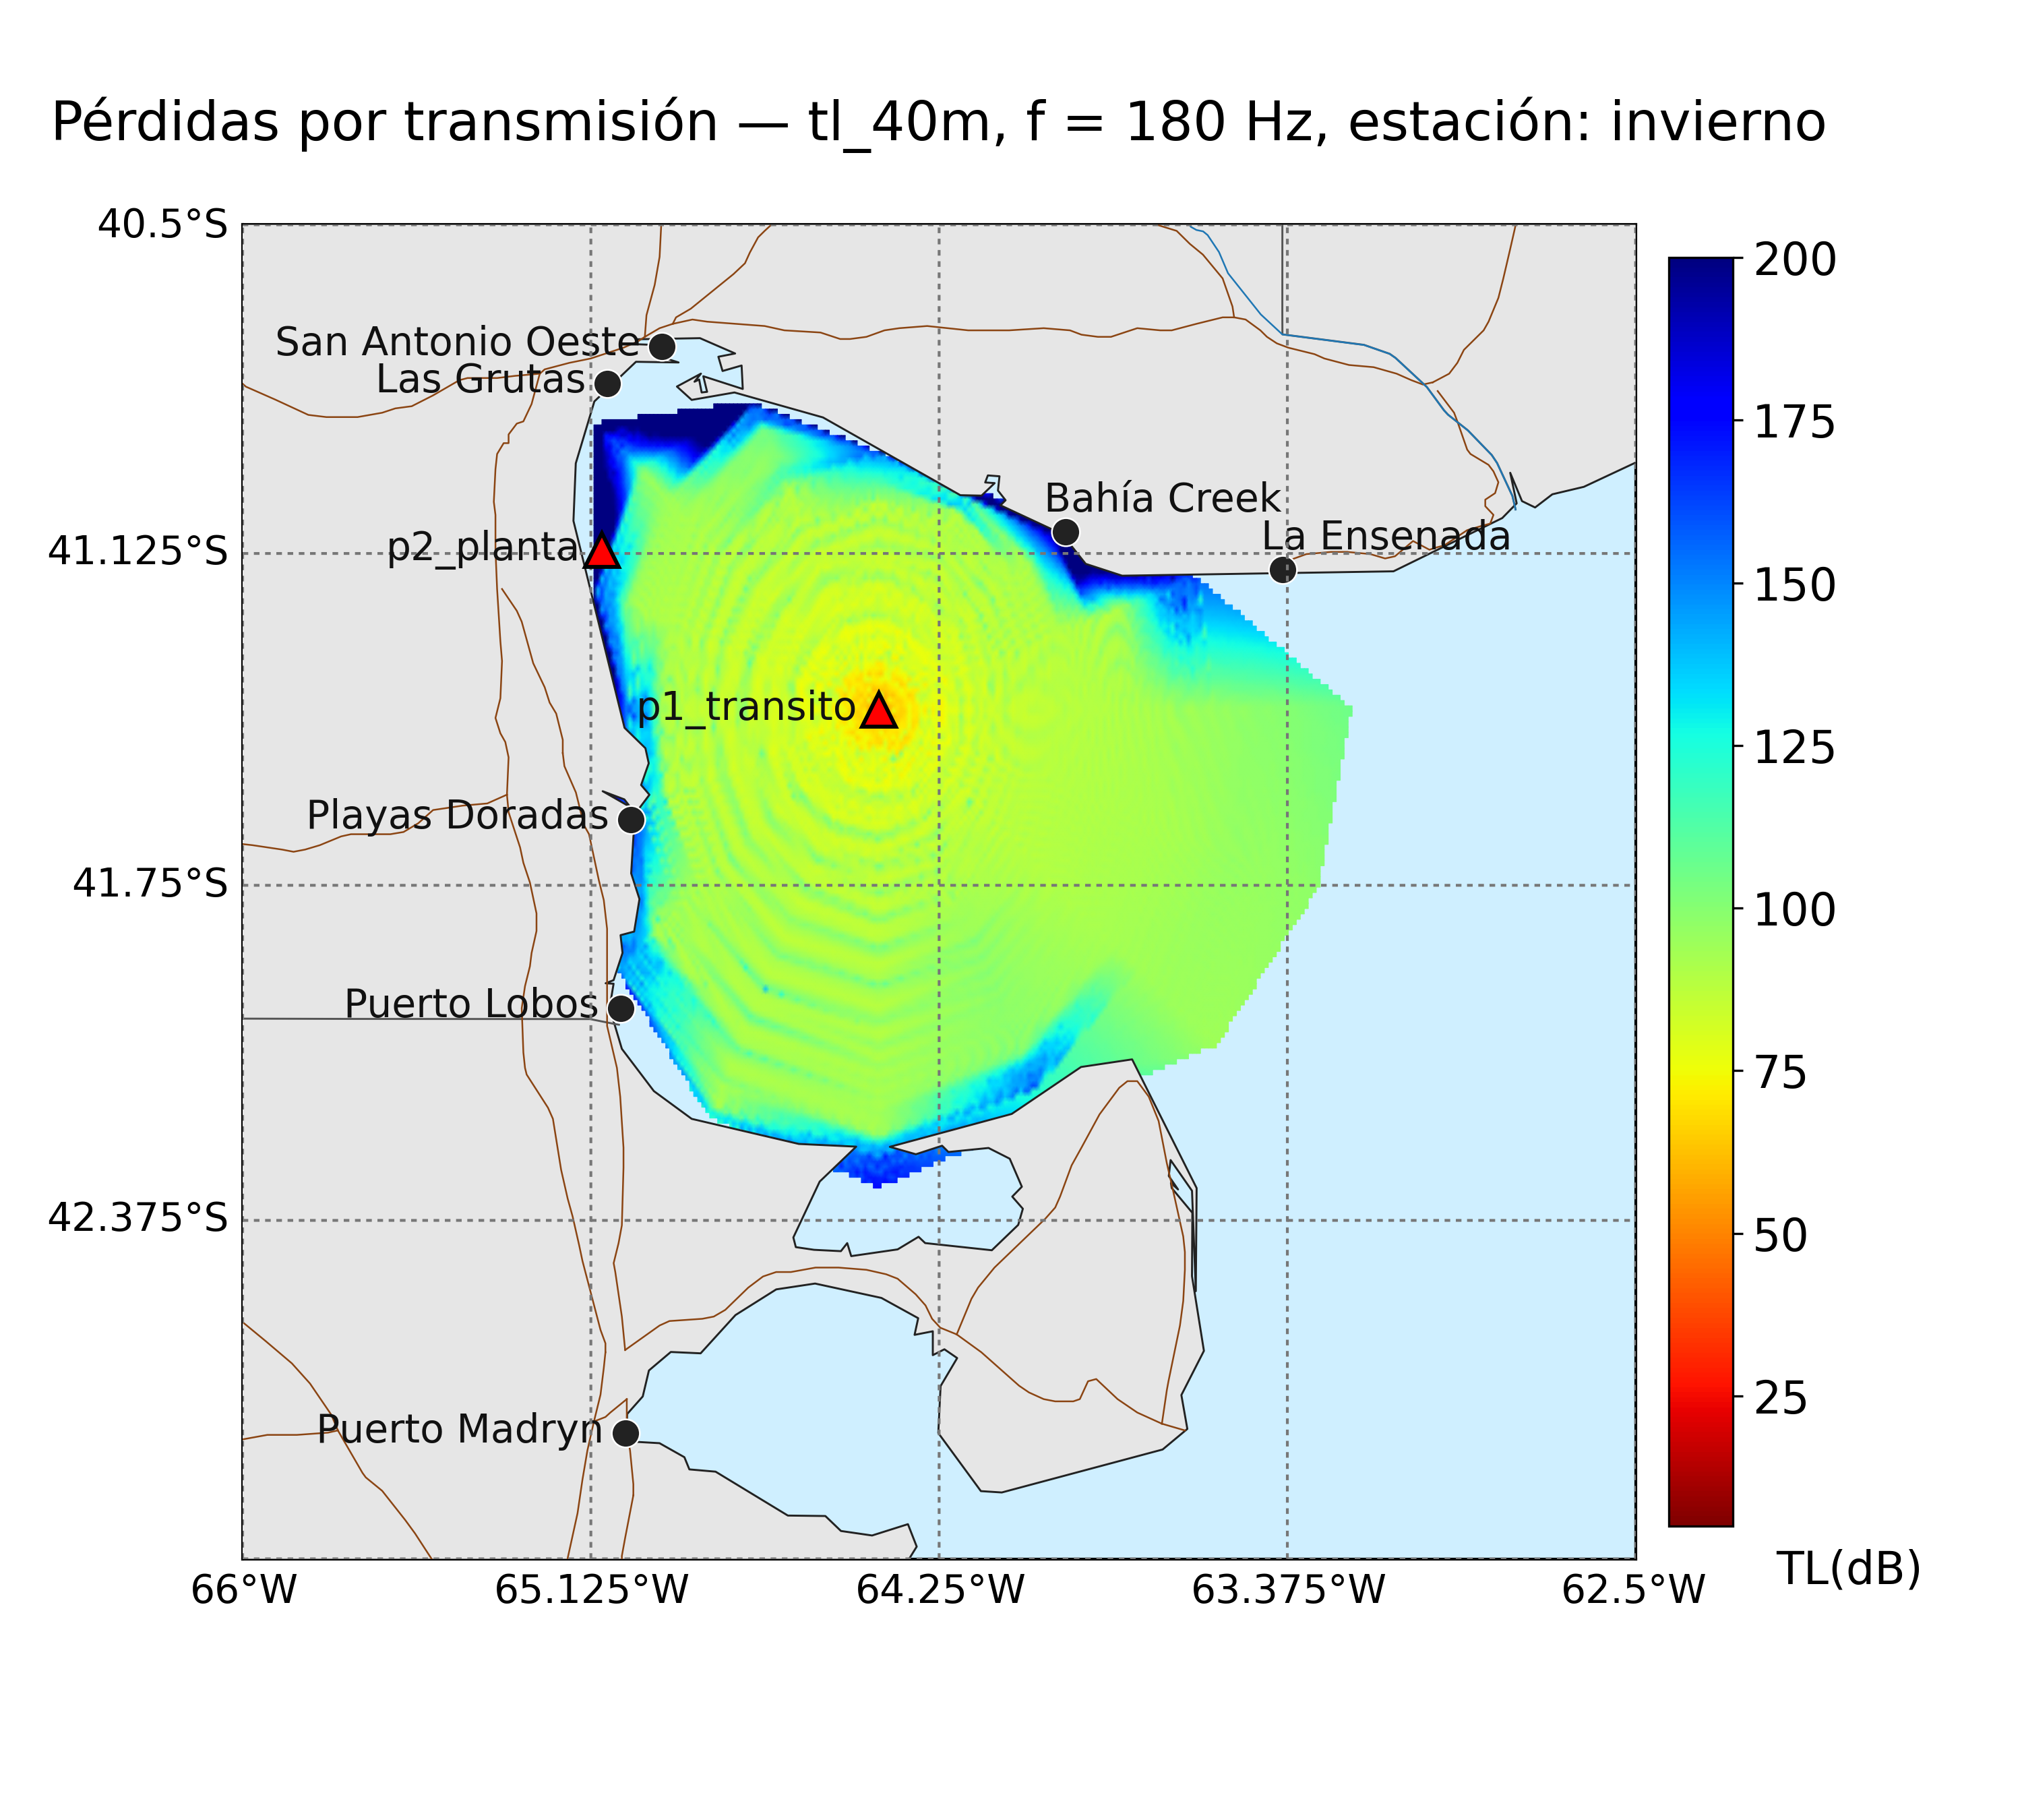 Pérdidas por transmisión — tl_40m, f = 180 Hz, estación: invierno
40.5°S
200
San Antonio Oeste
Las Grutas
175
Bahía Creek
La Ensenada
p2_planta
41.125°S
150
p1_transito
125
Playas Doradas
41.75°S
100
Puerto Lobos
75
42.375°S
50
25
Puerto Madryn
TL(dB)
66°W
65.125°W
64.25°W
63.375°W
62.5°W